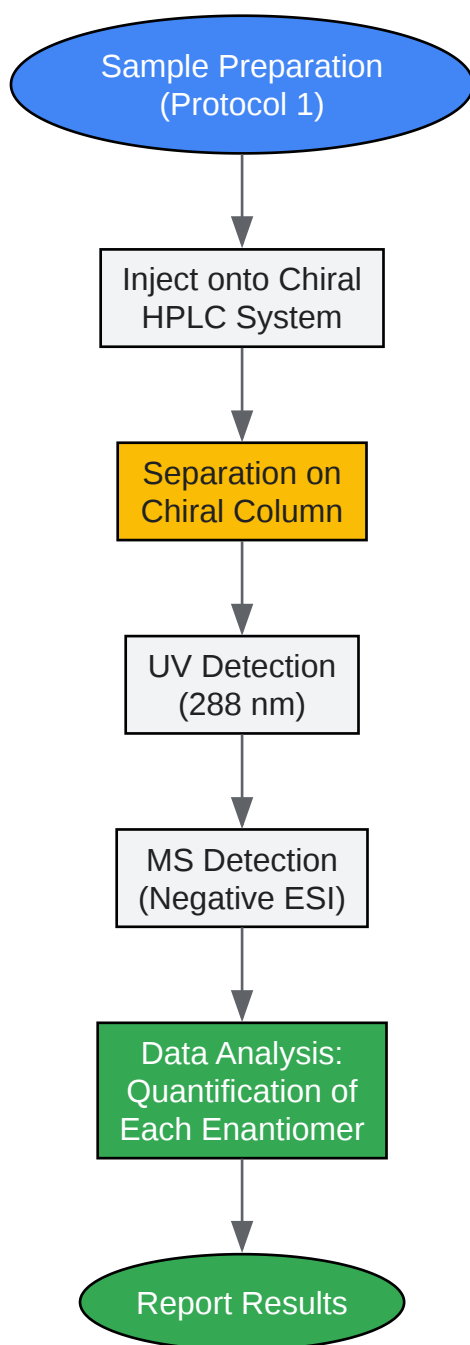 Sample Preparation
(Protocol 1)
Inject onto Chiral
HPLC System
Separation on
Chiral Column
UV Detection
(288 nm)
MS Detection
(Negative ESI)
Data Analysis:
Quantification of
Each Enantiomer
Report Results